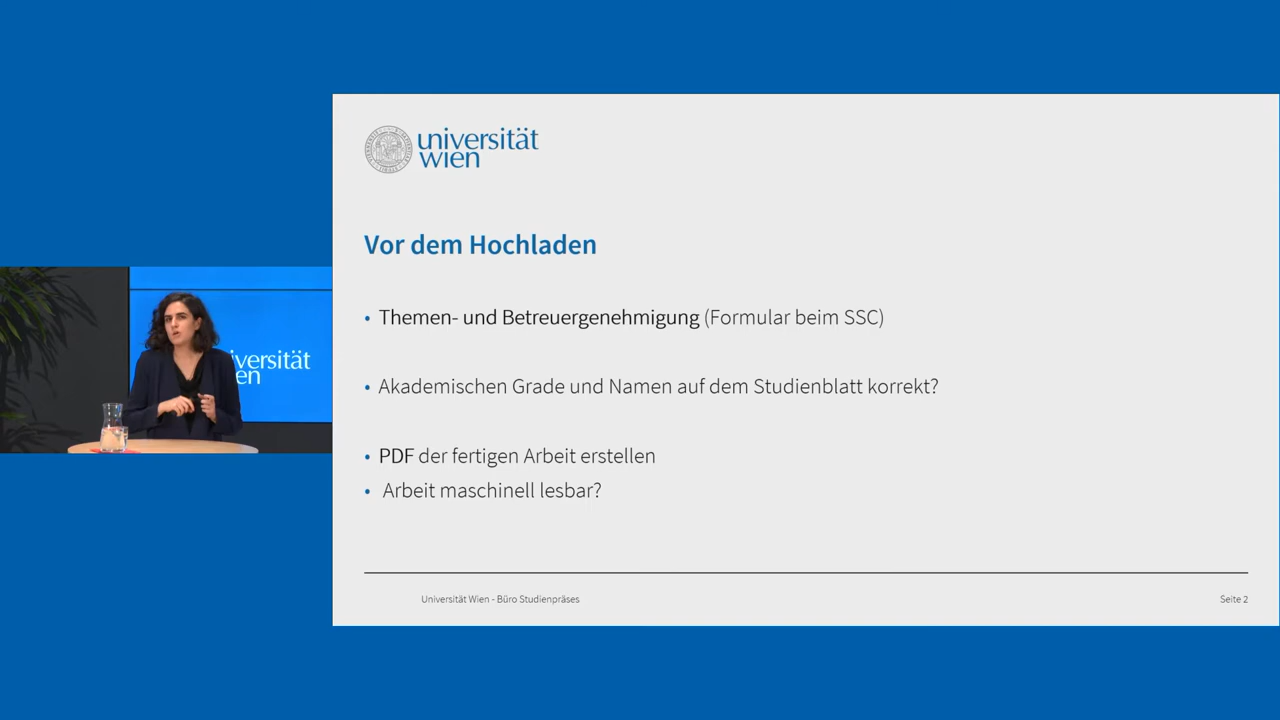 universität
wien
Vor dem Hochladen
• Themen- und Betreuergenehmigung (Formular beim SSC)
• Akademischen Grade und Namen auf dem Studienblatt korrekt?
• PDF der fertigen Arbeit erstellen
• Arbeit maschinell lesbar?
iversität
en
Universität Wien - Büro Studienpräses
Seite 2